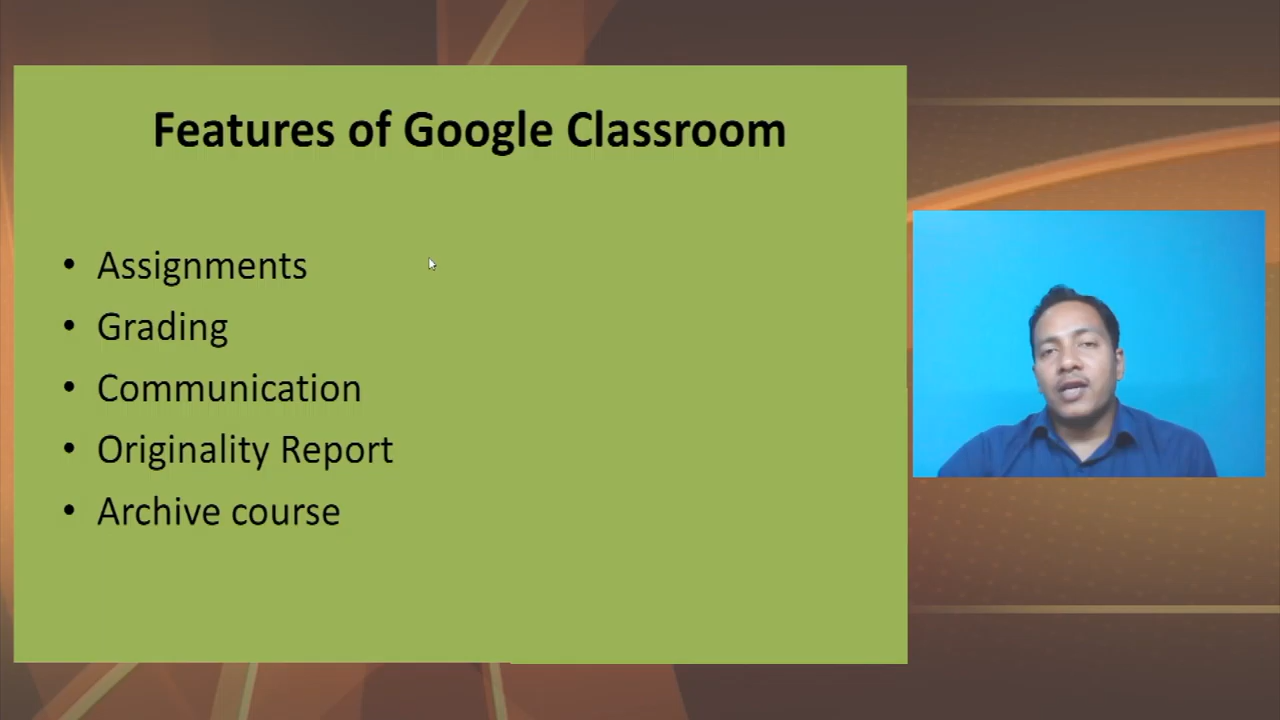 Features of Google Classroom
• Assignments
• Grading
• Communication
• Originality Report
• Archive course